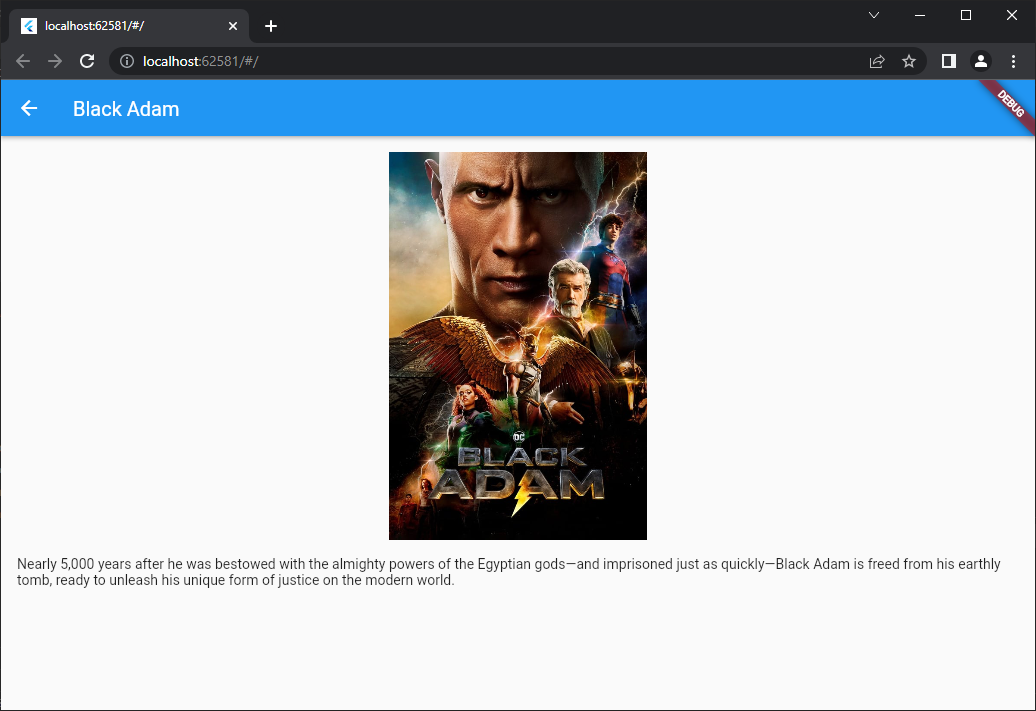 localhost:62581/#/
localhost:62581/#/
Black Adam
DEBUG
DC
BLACK
ADAM
Nearly 5,000 years after he was bestowed with the almighty powers of the Egyptian gods—and imprisoned just as quickly—Black Adam is freed from his earthly
tomb, ready to unleash his unique form of justice on the modern world.